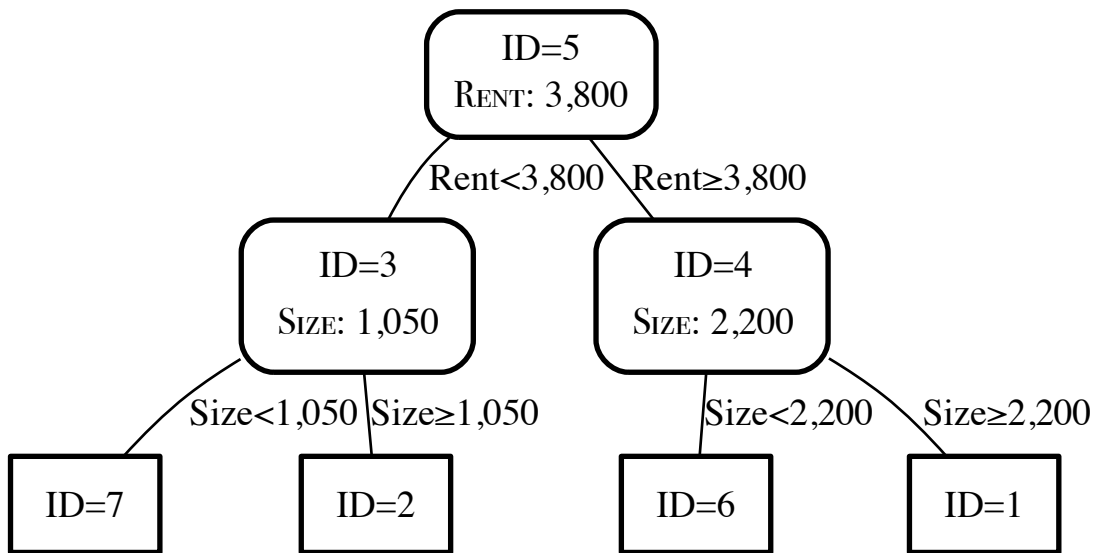 ID=5
RENT: 3,800
Rent<3,800
Rent≥3,800
ID=3
SIZE: 1,050
ID=4
SIZE: 2,200
Size<1,050
Size≥1,050
Size<2,200
Size≥2,200
ID=7
ID=2
ID=6
ID=1